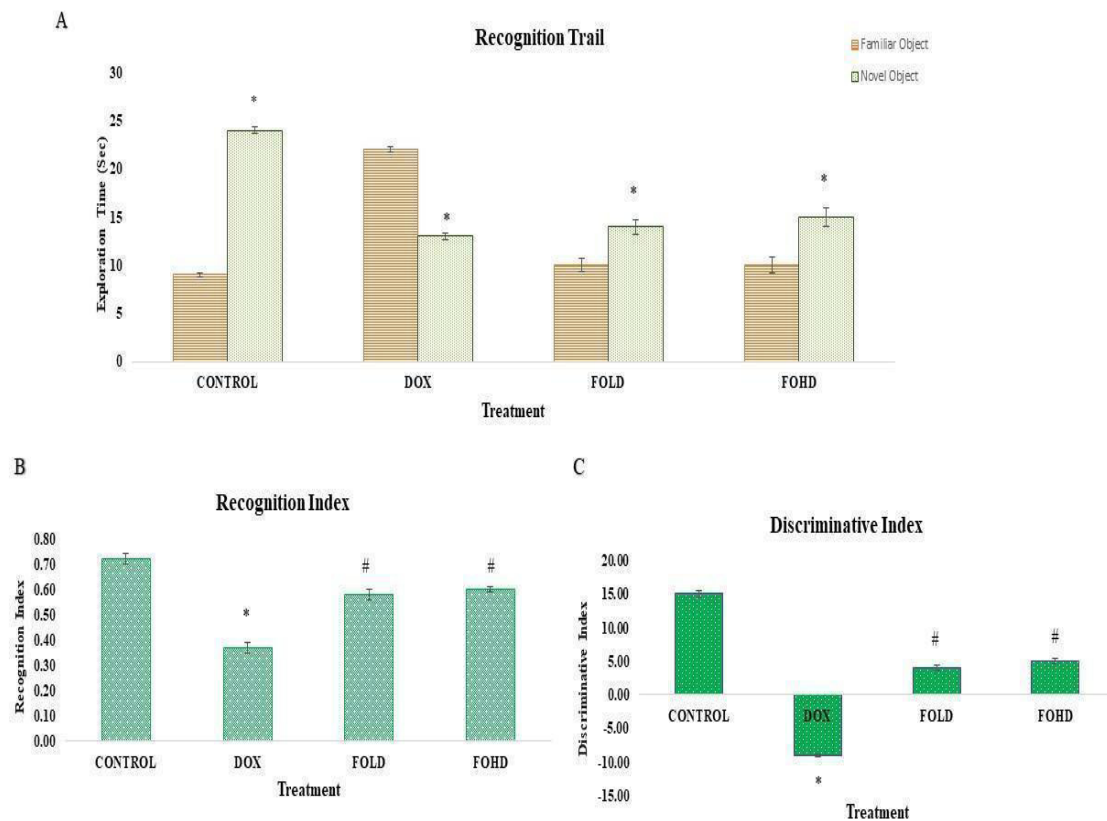 A
Recognition Trail
Familiar Object
Novel Object
Exploration Time (Sec)
30
25
20
15
10
5
0
*
*
*
*
CONTROL
DOX
FOLD
FOHD
Treatment
B
Recognition Index
Recognition Index
0.80
0.70
0.60
0.50
0.40
0.30
0.20
0.10
0.00
*
#
#
CONTROL
DOX
FOLD
FOHD
Treatment
C
Discriminative Index
Discriminative Index
20.00
15.00
10.00
5.00
0.00
-5.00
-10.00
-15.00
#
#
CONTROL
DOX
FOLD
FOHD
*
Treatment